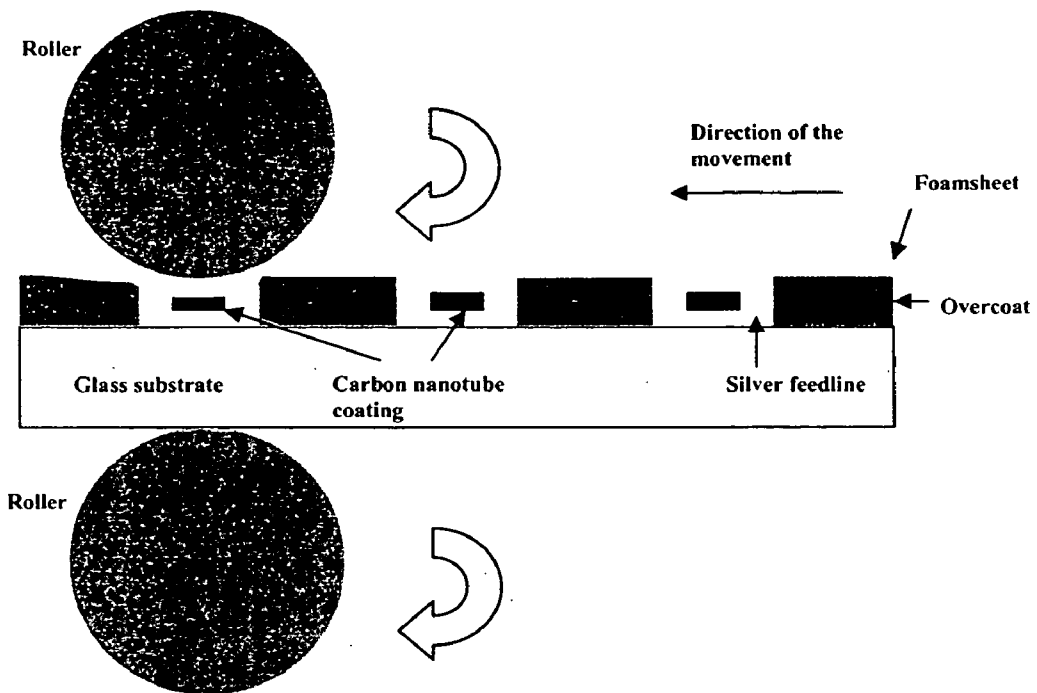 Roller
Direction of the
movement
Foamsheet
Overcoat
Glass substrate
Carbon nanotube
coating
Silver feedline
Roller